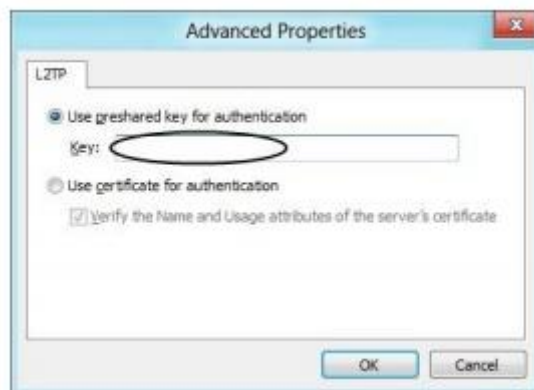 Advanced Properties
L2TP
Use preshared key for authentication
Key:
Use certificate for authentication
Verify the Name and Usage attributes of the server's certificate
OK Cancel